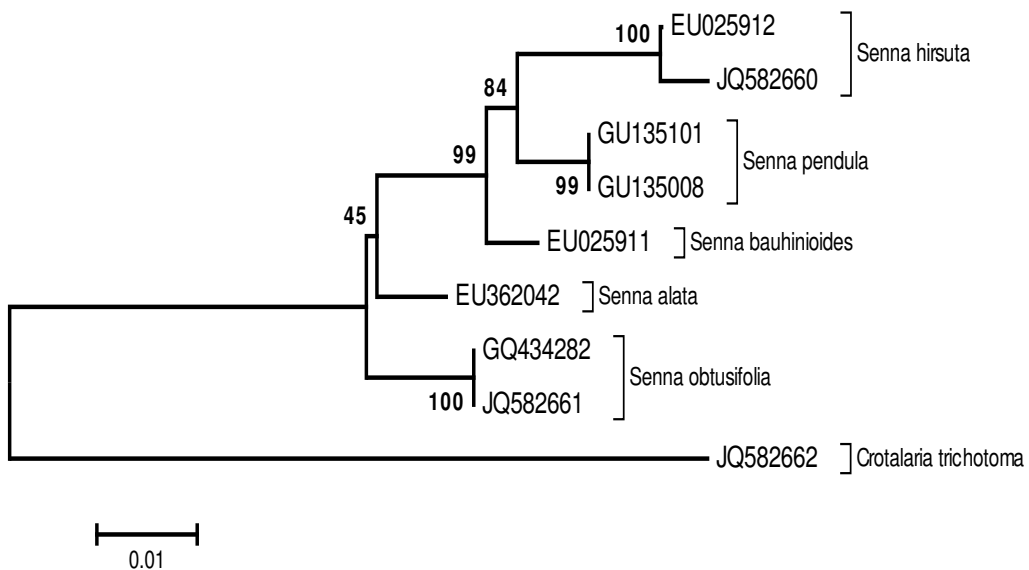 100
EU025912
Senna hirsuta
JQ582660
84
GU135101
Senna pendula
99
99
GU135008
EU025911
Senna bauhinioides
45
EU362042
Senna alata
GQ434282
Senna obtusifolia
100
JQ582661
JQ582662
Crotalaria trichotoma
0.01